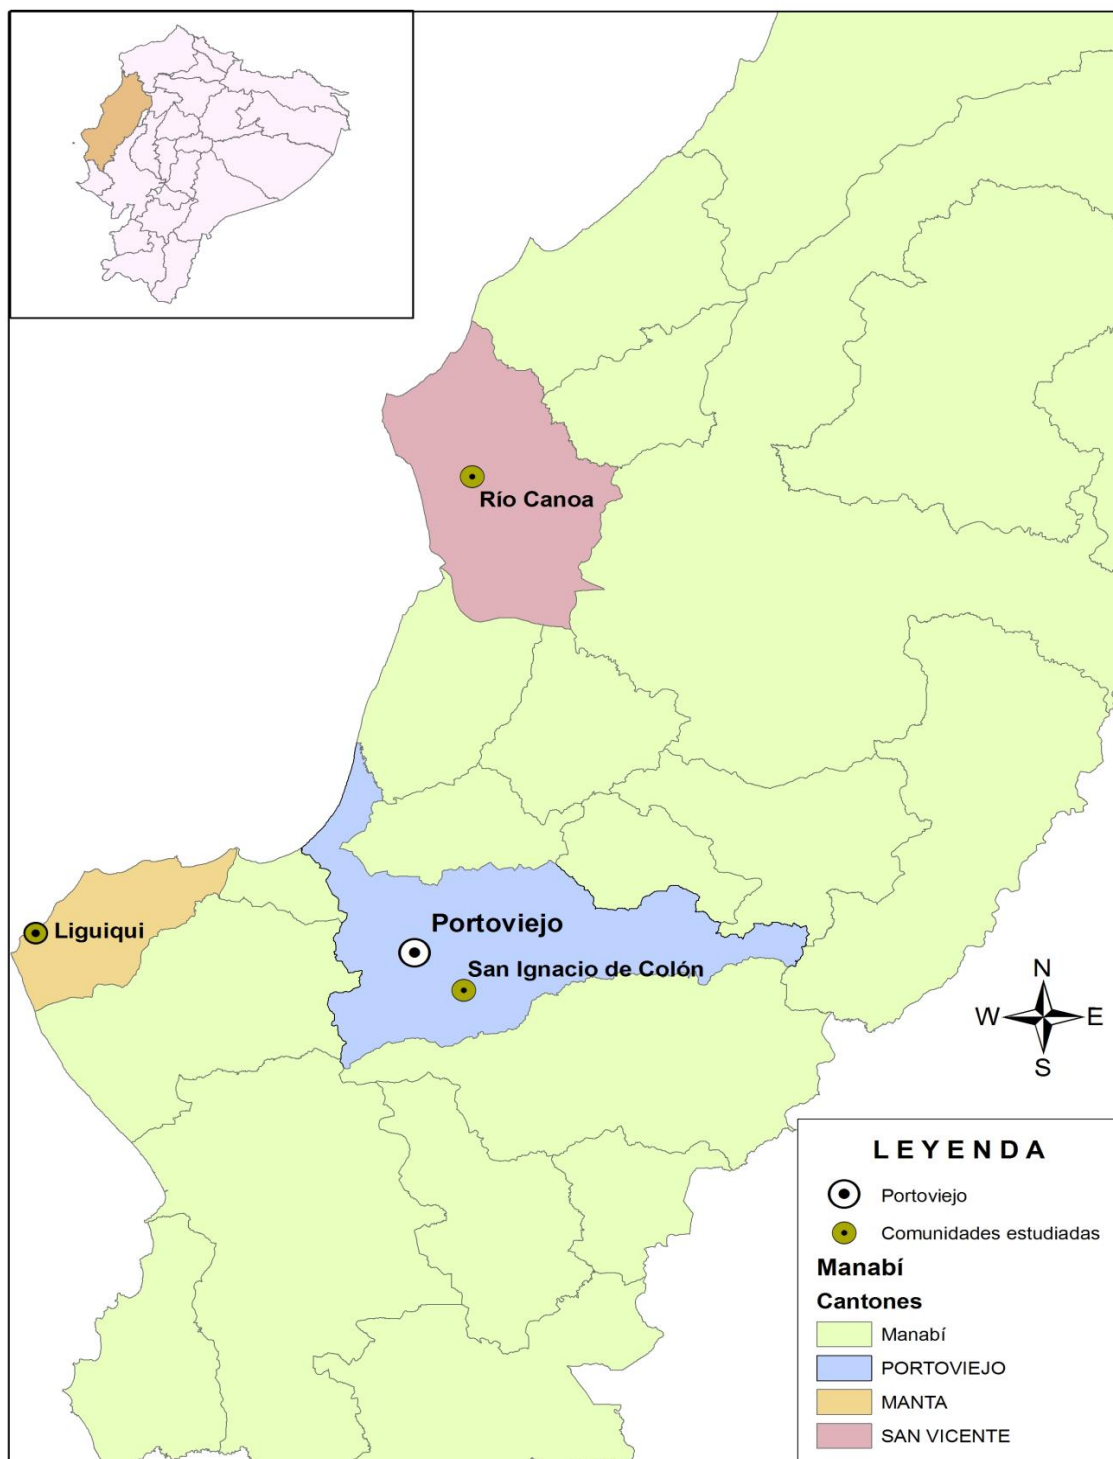 Río Canoa
Portoviejo
Liguiqui
San Ignacio de Colón
N
W E
S
LEYENDA
Portoviejo
Comunidades estudiadas
Manabí
Cantones
Manabí
PORTOVIEJO
MANTA
SAN VICENTE